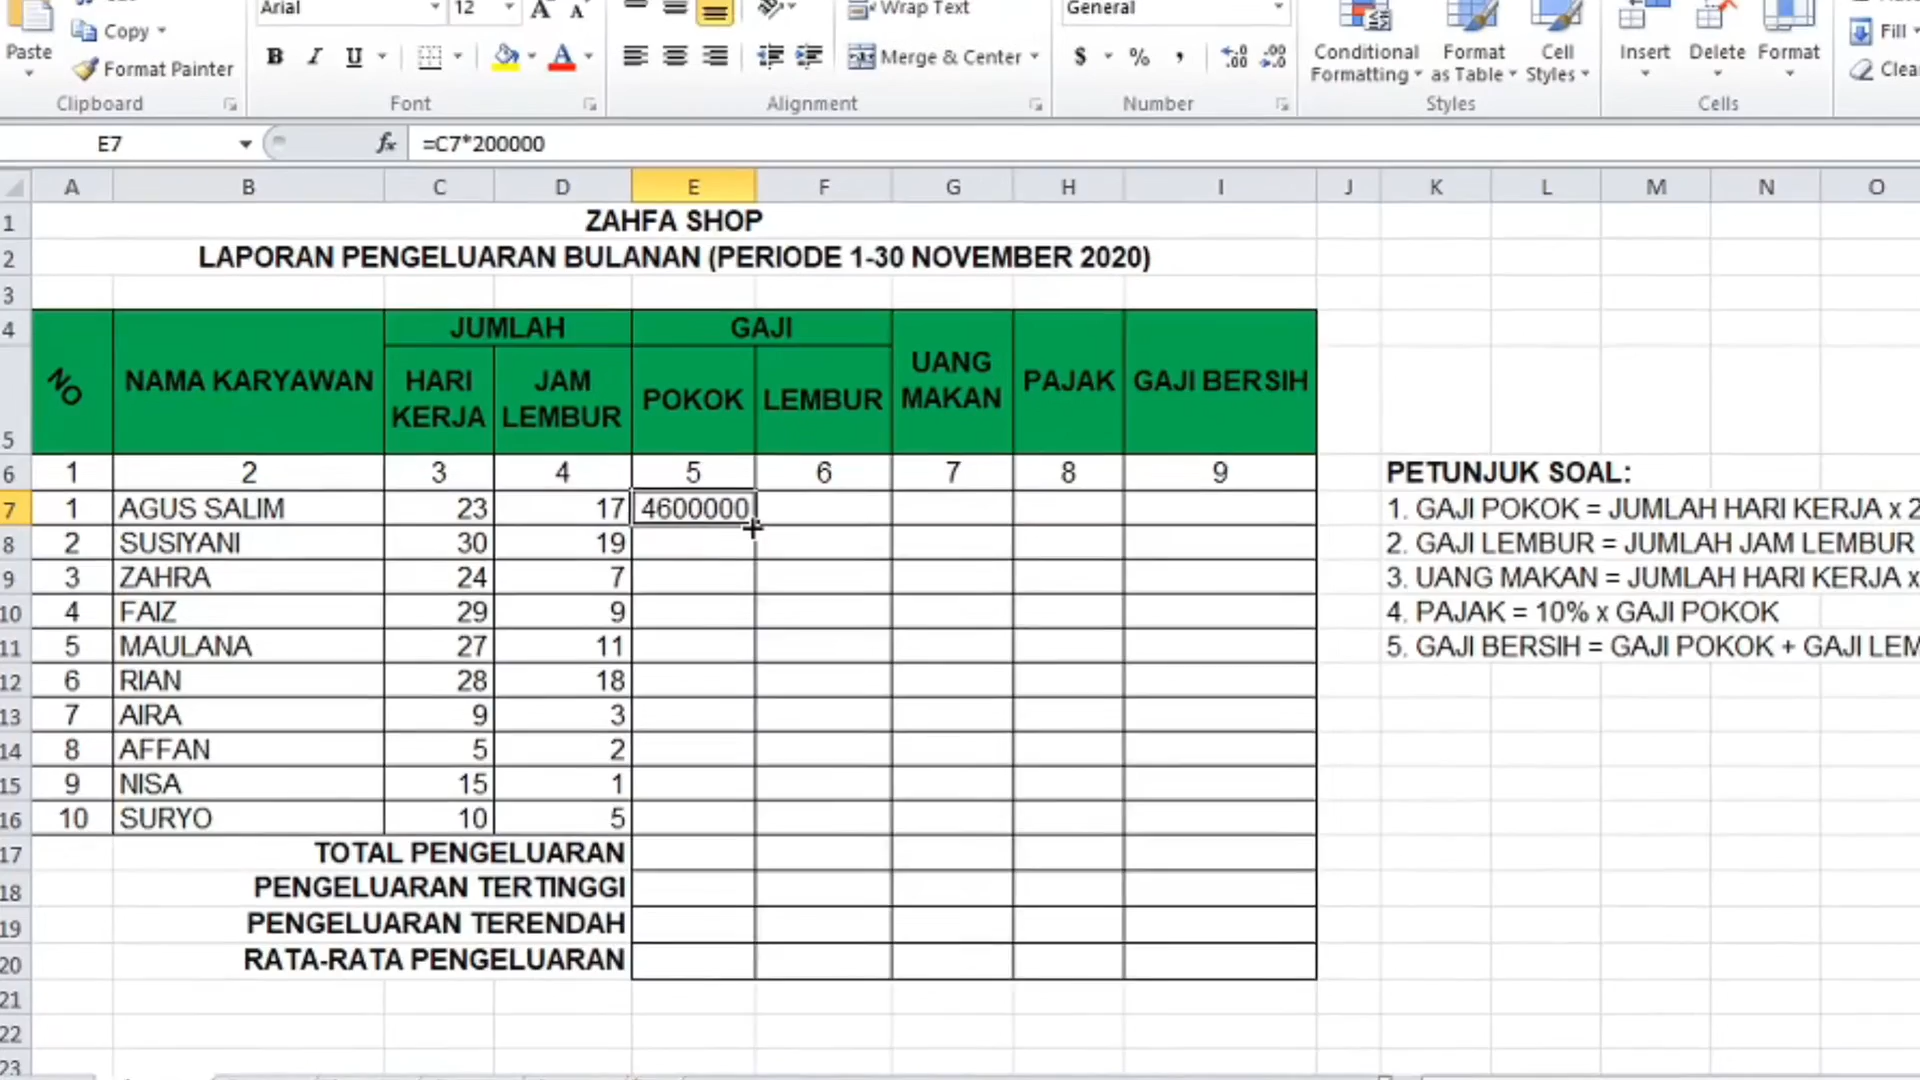 Arial 12 Wrap Text General
Paste Copy Format Painter B I U Merge & Center $ % , Conditional Formatting Format as Table Cell Styles Insert Delete Format Fill
Clipboard Font Alignment Number Styles Cells
E7 fx =C7*200000
A B C D E F G H I J K L M N O
1 ZAHFA SHOP
2 LAPORAN PENGELUARAN BULANAN (PERIODE 1-30 NOVEMBER 2020)
3
4 JUMLAH GAJI
5 NO NAMA KARYAWAN HARI KERJA JAM LEMBUR POKOK LEMBUR UANG MAKAN PAJAK GAJI BERSIH
6 1 2 3 4 5 6 7 8 9 PETUNJUK SOAL:
7 1 AGUS SALIM 23 17 4600000 1. GAJI POKOK = JUMLAH HARI KERJA x 2
8 2 SUSIYANI 30 19 2. GAJI LEMBUR = JUMLAH JAM LEMBUR
9 3 ZAHRA 24 7 3. UANG MAKAN = JUMLAH HARI KERJA x
10 4 FAIZ 29 9 4. PAJAK = 10% x GAJI POKOK
11 5 MAULANA 27 11 5. GAJI BERSIH = GAJI POKOK + GAJI LEM
12 6 RIAN 28 18
13 7 AIRA 9 3
14 8 AFFAN 5 2
15 9 NISA 15 1
16 10 SURYO 10 5
17 TOTAL PENGELUARAN
18 PENGELUARAN TERTINGGI
19 PENGELUARAN TERENDAH
20 RATA-RATA PENGELUARAN
21
22
23